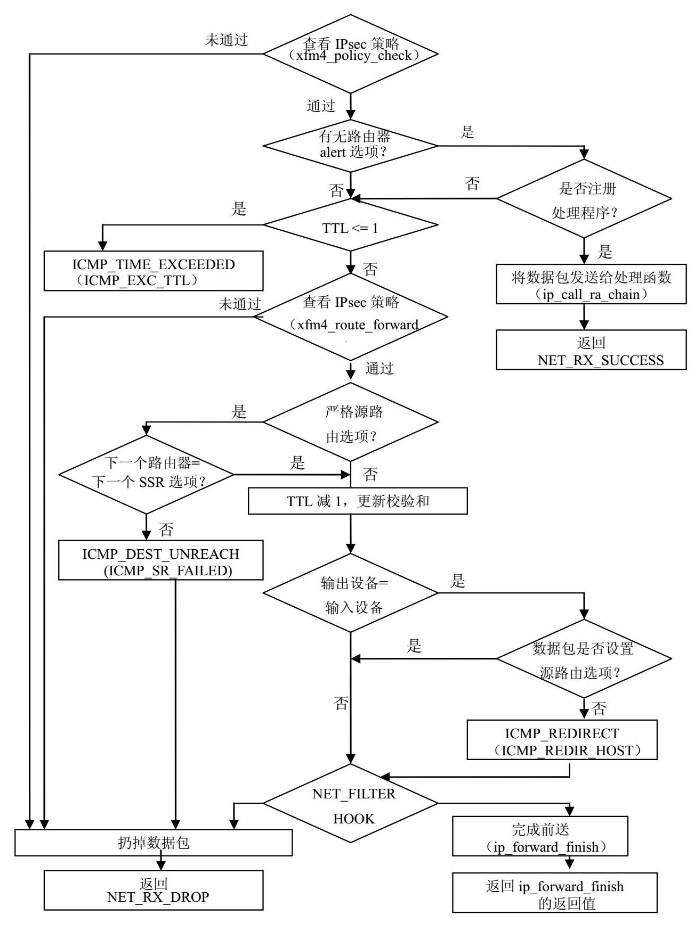 未通过
查看 IPsec 策略
（xfm4_policy_check）
通过
有无路由器
alert 选项？
是
否
否
是否注册
处理程序？
是
TTL <= 1
是
ICMP_TIME_EXCEEDED
（ICMP_EXC_TTL）
否
将数据包发送给处理函数
（ip_call_ra_chain）
未通过
查看 IPsec 策略
（xfm4_route_forward
返回
NET_RX_SUCCESS
通过
是
严格源路
由选项？
下一个路由器=
下一个 SSR 选项？
是
否
TTL 减 1，更新校验和
否
ICMP_DEST_UNREACH
(ICMP_SR_FAILED)
输出设备=
输入设备
是
是
数据包是否设置
源路由选项？
否
否
ICMP_REDIRECT
（ICMP_REDIR_HOST）
NET_FILTER
HOOK
扔掉数据包
完成前送
（ip_forward_finish）
返回
NET_RX_DROP
返回 ip_forward_finish
的返回值